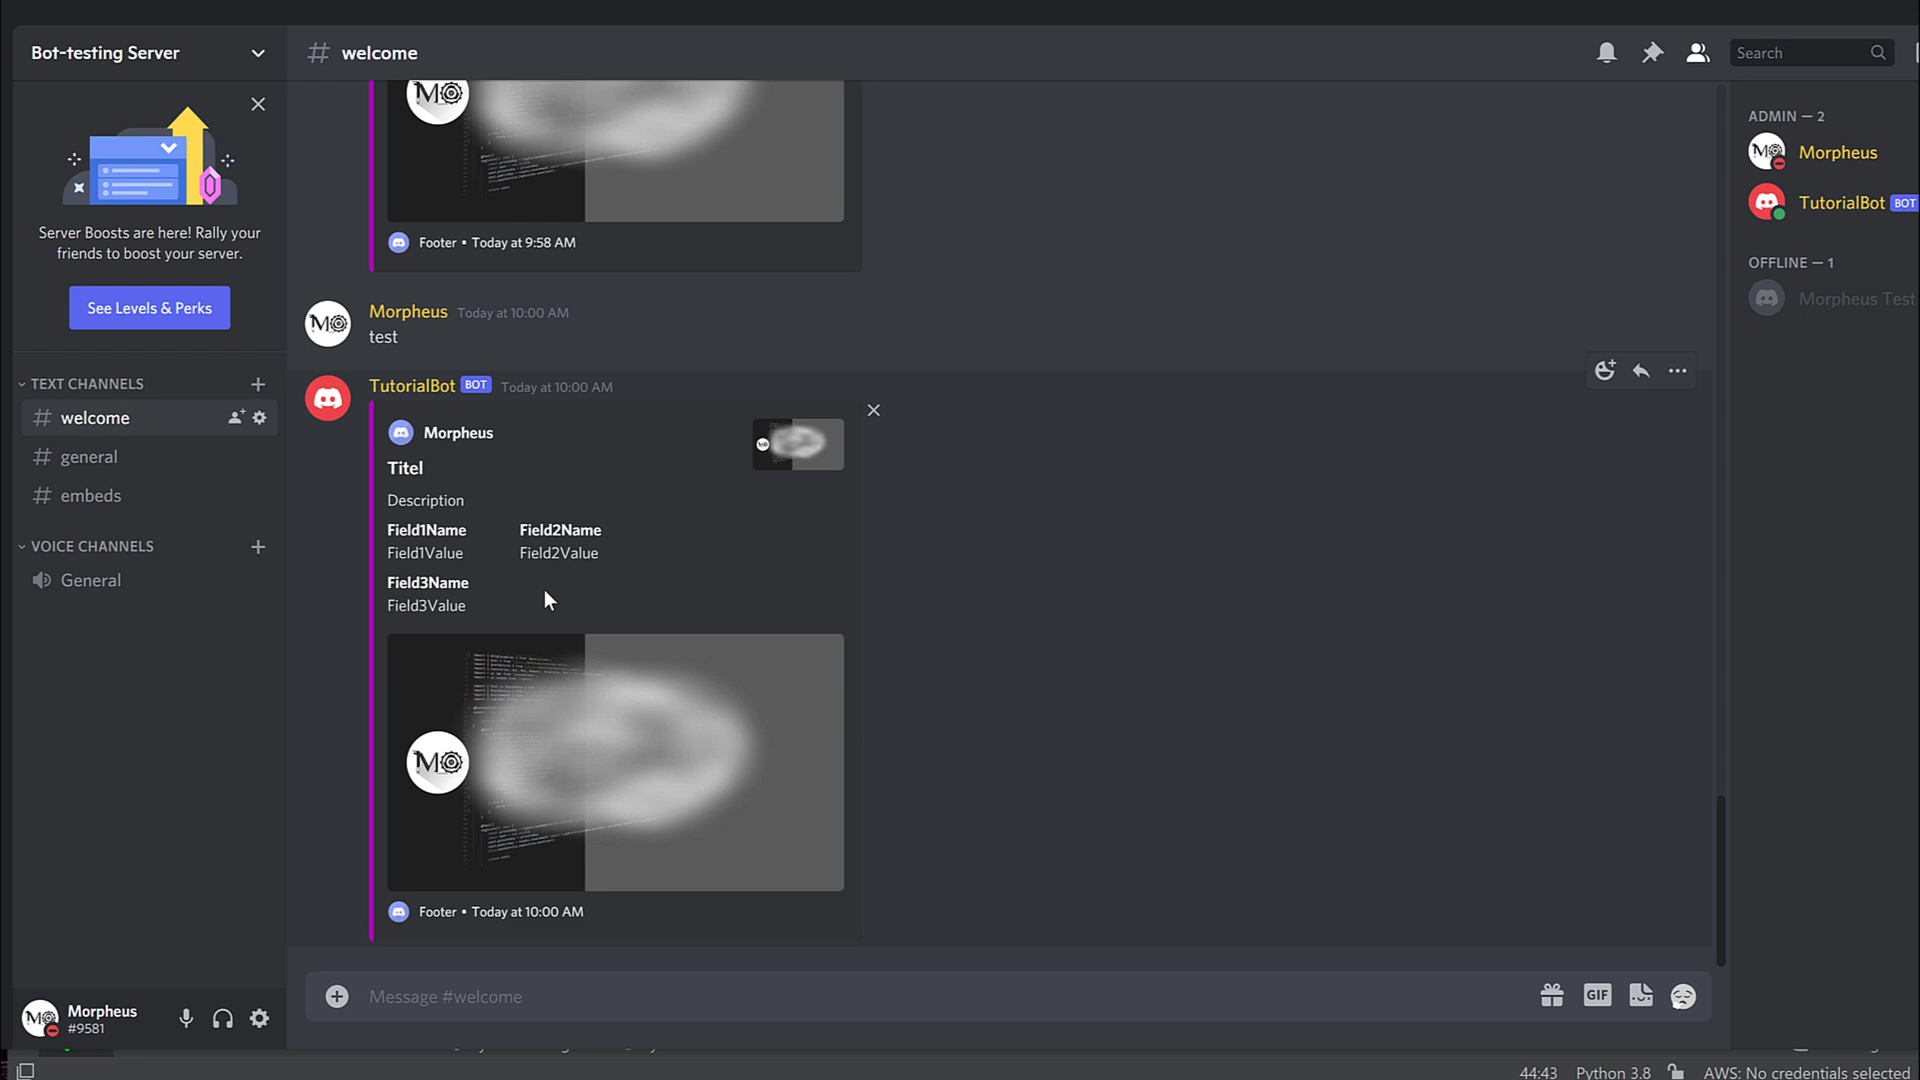 Bot-testing Server
# welcome
Search
Server Boosts are here! Rally your
friends to boost your server.
See Levels & Perks
TEXT CHANNELS
# welcome
# general
# embeds
VOICE CHANNELS
General
MO
Footer • Today at 9:58 AM
MO
Morpheus Today at 10:00 AM
test
TutorialBot BOT Today at 10:00 AM
Morpheus
Titel
Description
Field1Name Field2Name
Field1Value Field2Value
Field3Name
Field3Value
MO
Footer • Today at 10:00 AM
Message #welcome
GIF
ADMIN — 2
Morpheus
TutorialBot BOT
OFFLINE — 1
Morpheus Test
Morpheus
#9581
44:43 Python 3.8 AWS: No credentials selected